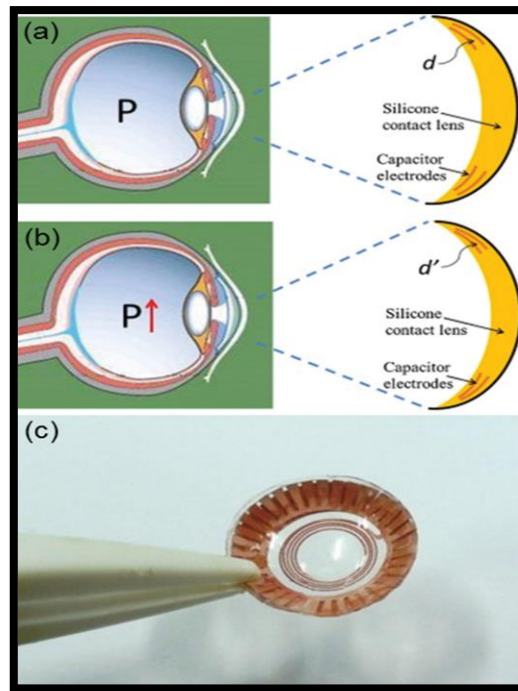 (a)
P
d
Silicone
contact lens
Capacitor
electrodes
(b)
P↑
d'
Silicone
contact lens
Capacitor
electrodes
(c)